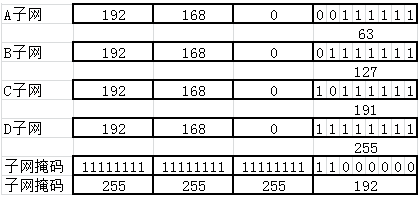 A子网 192 168 0 0 0 1 1 1 1 1 1
63
B子网 192 168 0 0 1 1 1 1 1 1 1
127
C子网 192 168 0 1 0 1 1 1 1 1 1
191
D子网 192 168 0 1 1 1 1 1 1 1 1
255
子网掩码 11111111 11111111 11111111 1 1 0 0 0 0 0 0
子网掩码 255 255 255 192